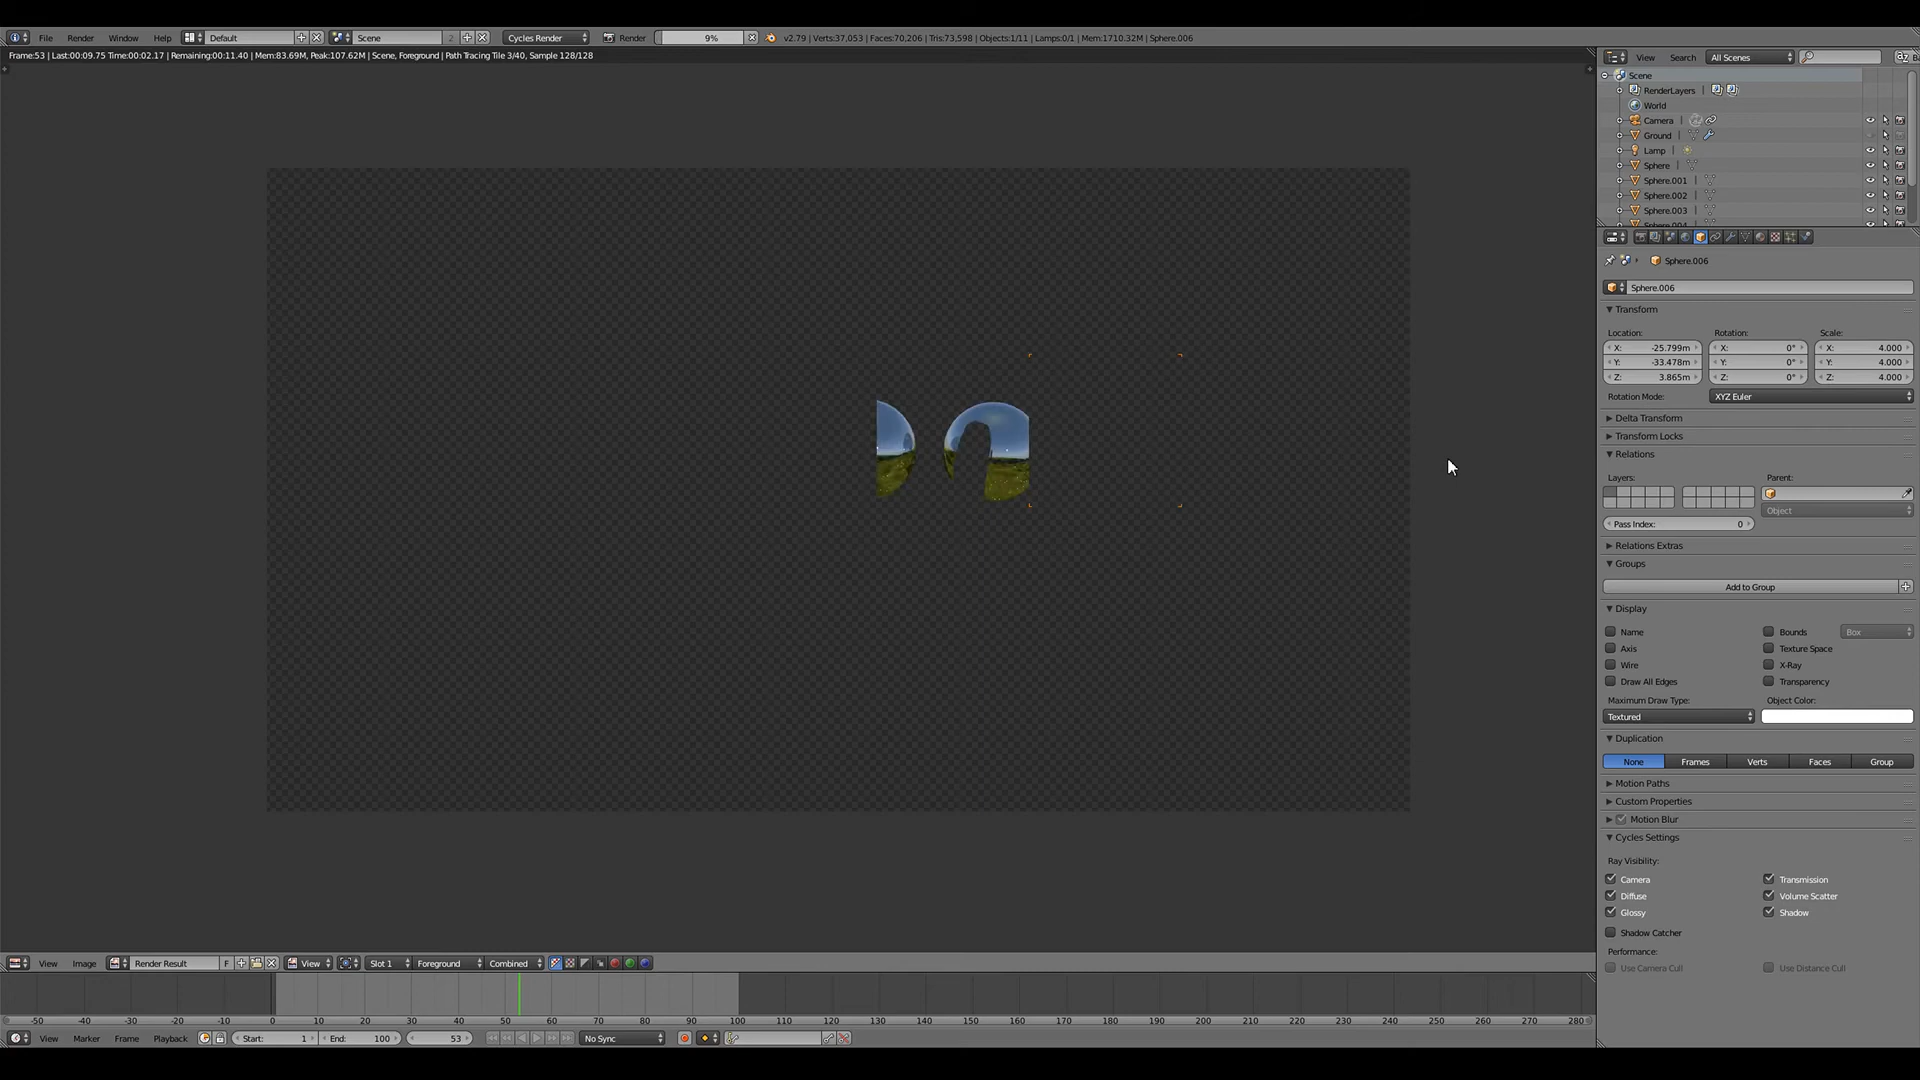 File Render Window Help Default Scene 2 Cycles Render Render 9% v2.79 | Verts:37,053 | Faces:70,206 | Tris:73,598 | Objects:1/11 | Lamps:0/1 | Mem:1710.32M | Sphere.006
Frame:53 | Last:00:09.75 Time:00:02.17 | Remaining:00:11.40 | Mem:83.69M, Peak:107.62M | Scene, Foreground | Path Tracing Tile 3/40, Sample 128/128
View Search All Scenes
Scene
RenderLayers
World
Camera
Ground
Lamp
Sphere
Sphere.001
Sphere.002
Sphere.003
Sphere.006
Sphere.006
Transform
Location: Rotation: Scale:
X: -25.799m X: 0° X: 4.000
Y: -33.478m Y: 0° Y: 4.000
Z: 3.865m Z: 0° Z: 4.000
Rotation Mode: XYZ Euler
Delta Transform
Transform Locks
Relations
Layers: Parent:
Object
Pass Index: 0
Relations Extras
Groups
Add to Group
Display
Name Bounds Box
Axis Texture Space
Wire X-Ray
Draw All Edges Transparency
Maximum Draw Type: Object Color:
Textured
Duplication
None Frames Verts Faces Group
Motion Paths
Custom Properties
Motion Blur
Cycles Settings
Ray Visibility:
Camera Transmission
Diffuse Volume Scatter
Glossy Shadow
Shadow Catcher
Performance:
Use Camera Cull Use Distance Cull
View Image Render Result F View Slot 1 Foreground Combined
-50 -40 -30 -20 -10 0 10 20 30 40 50 60 70 80 90 100 110 120 130 140 150 160 170 180 190 200 210 220 230 240 250 260 270 280
View Marker Frame Playback Start: 1 End: 100 53 No Sync